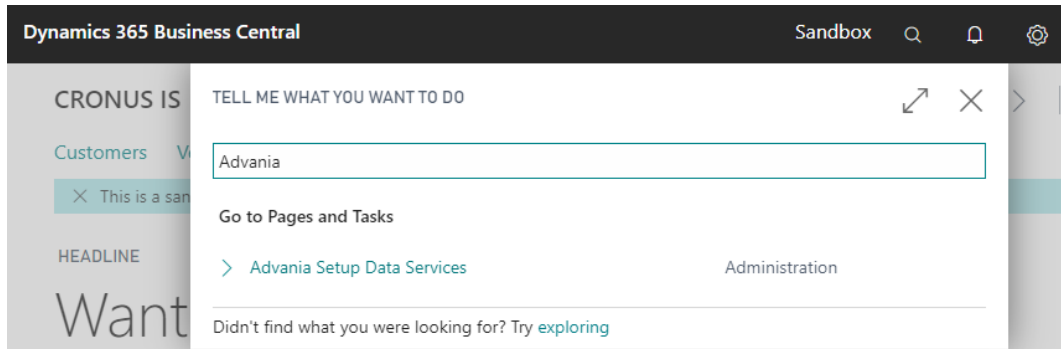 Dynamics 365 Business Central Sandbox
CRONUS IS
TELL ME WHAT YOU WANT TO DO
Customers
Advania
This is a san
Go to Pages and Tasks
HEADLINE
Advania Setup Data Services Administration
Want
Didn't find what you were looking for? Try exploring